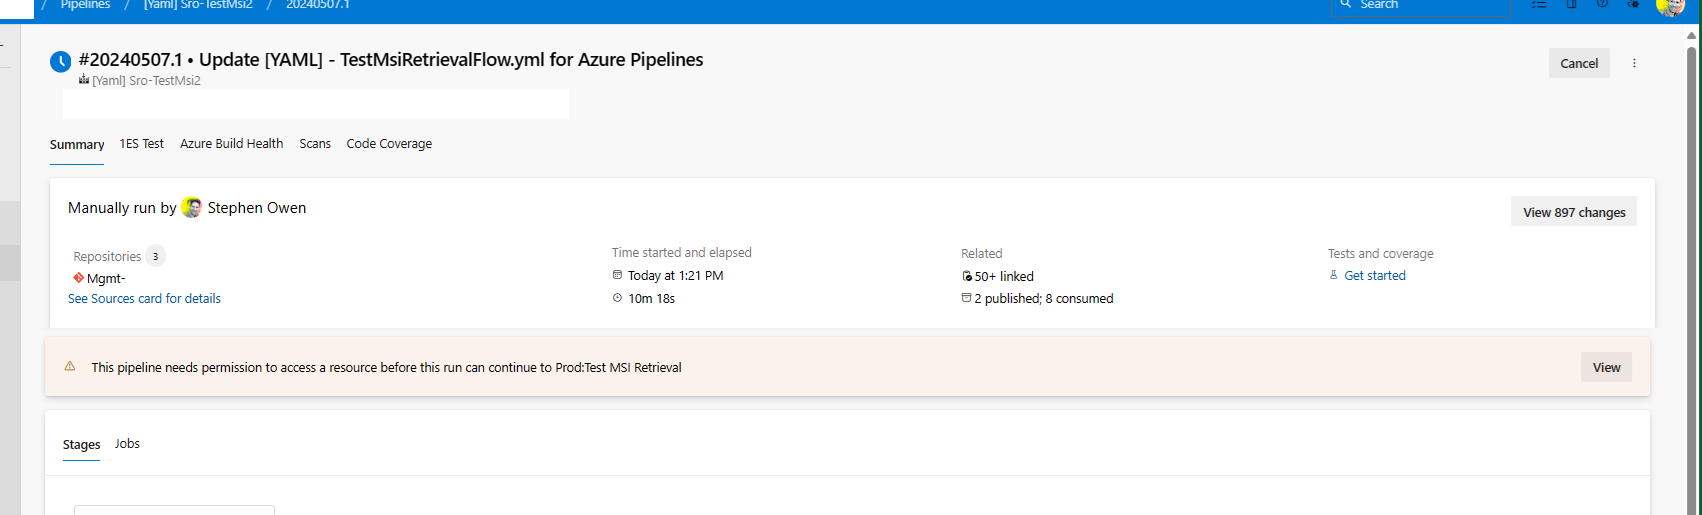 / Pipelines / [Yaml] Sro-TestMsi2 / 20240507.1
Search
#20240507.1 • Update [YAML] - TestMsiRetrievalFlow.yml for Azure Pipelines
Cancel
[Yaml] Sro-TestMsi2
Summary 1ES Test Azure Build Health Scans Code Coverage
Manually run by Stephen Owen
View 897 changes
Repositories 3
Mgmt-
See Sources card for details
Time started and elapsed
Today at 1:21 PM
10m 18s
Related
50+ linked
2 published; 8 consumed
Tests and coverage
Get started
This pipeline needs permission to access a resource before this run can continue to Prod:Test MSI Retrieval
View
Stages Jobs